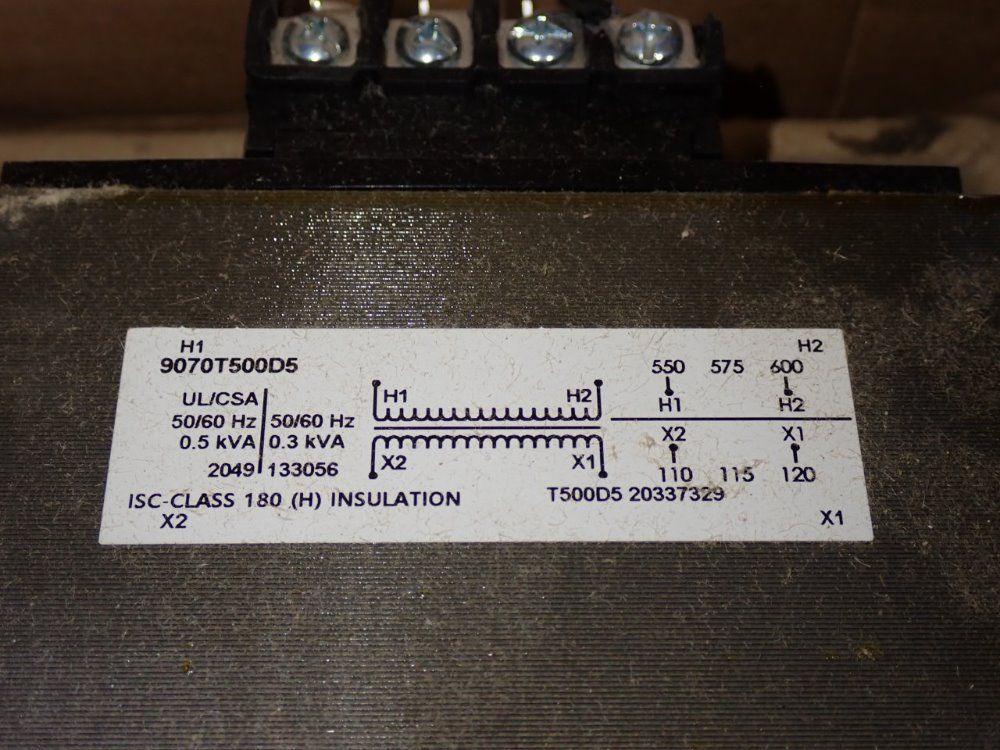 H1 H2
9070T500D5
UL/CSA
50/60 Hz 50/60 Hz
0.5 kVA 0.3 kVA
2049 133056
H1 H2
X2 X1
550 575 600
H1 H2
X2 X1
110 115 120
ISC-CLASS 180 (H) INSULATION T500D5 20337329
X2 X1